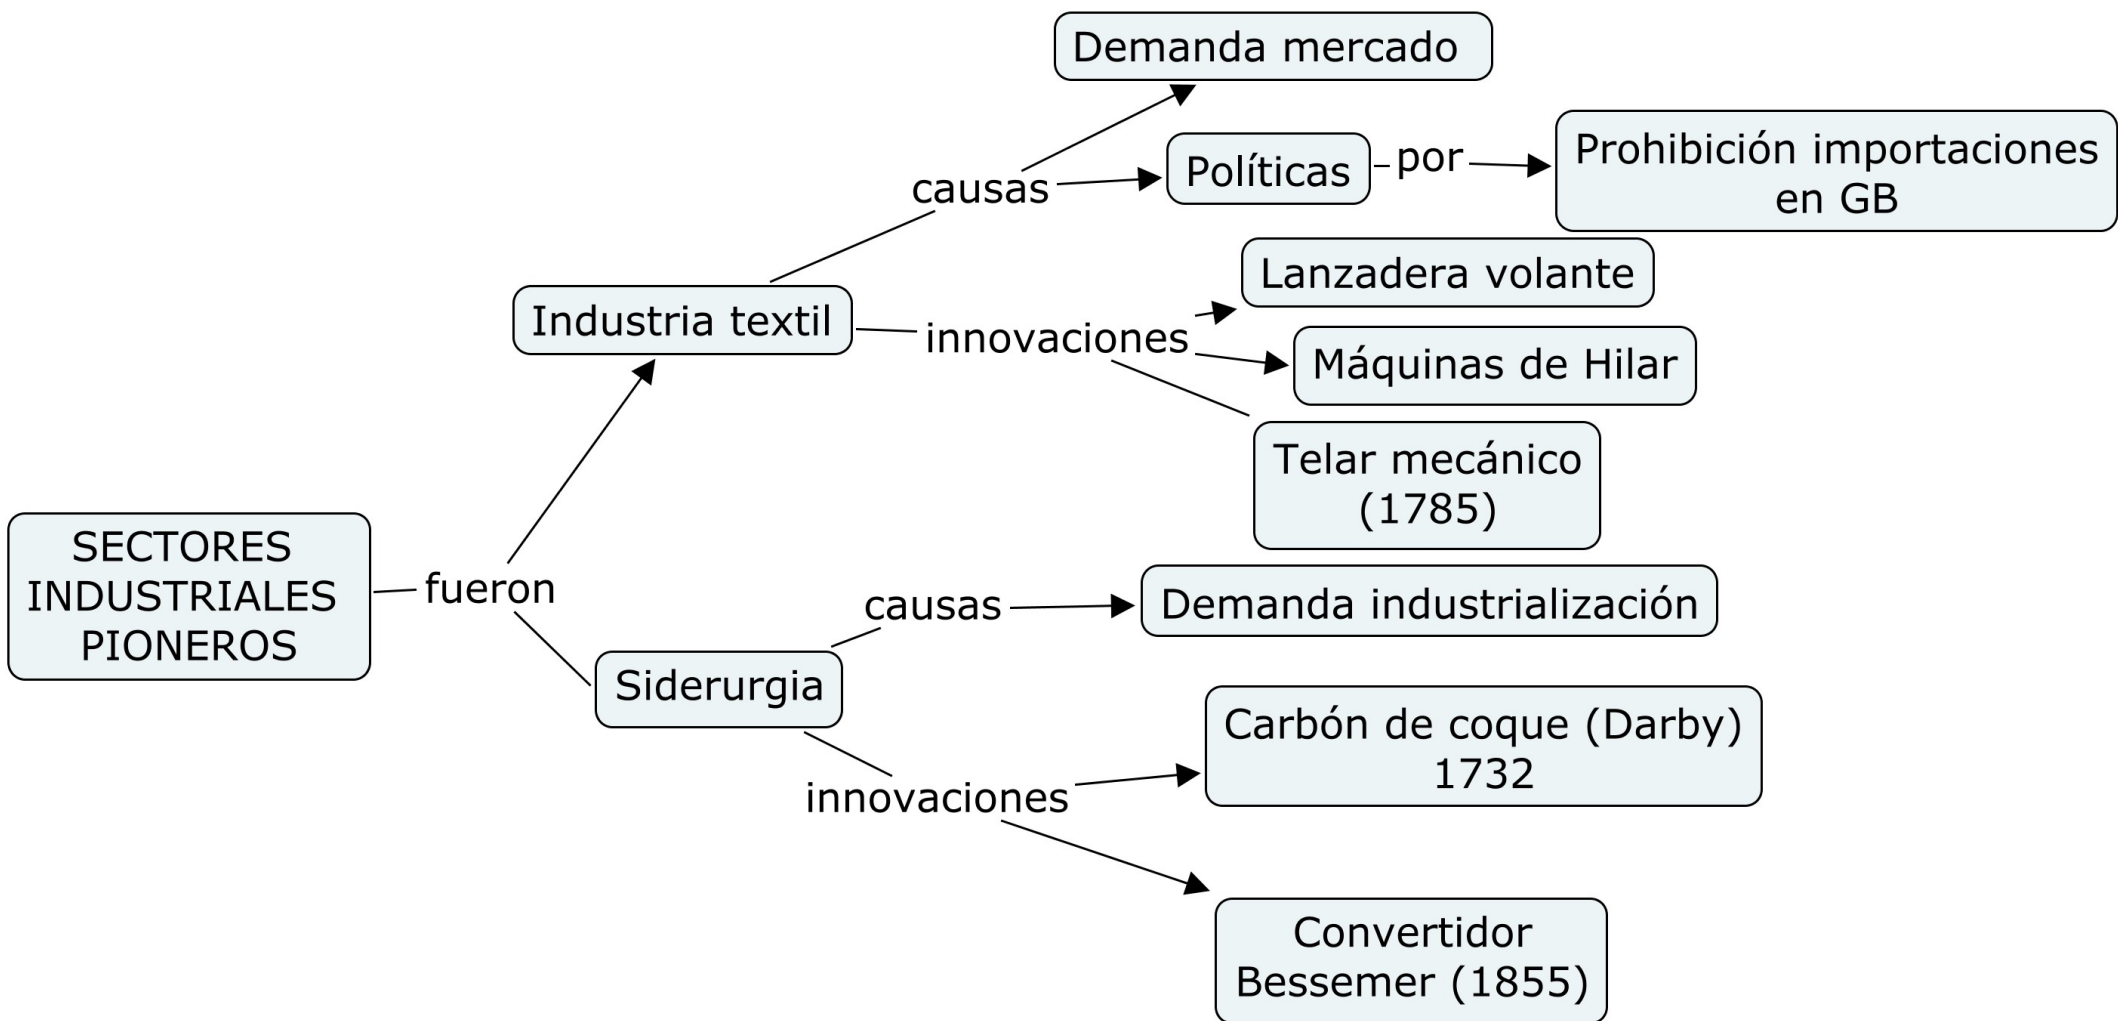 Demanda mercado
Políticas
por
Prohibición importaciones
en GB
causas
Lanzadera volante
Industria textil
innovaciones
Máquinas de Hilar
Telar mecánico
(1785)
SECTORES
INDUSTRIALES
PIONEROS
fueron
causas
Demanda industrialización
Siderurgia
Carbón de coque (Darby)
1732
innovaciones
Convertidor
Bessemer (1855)